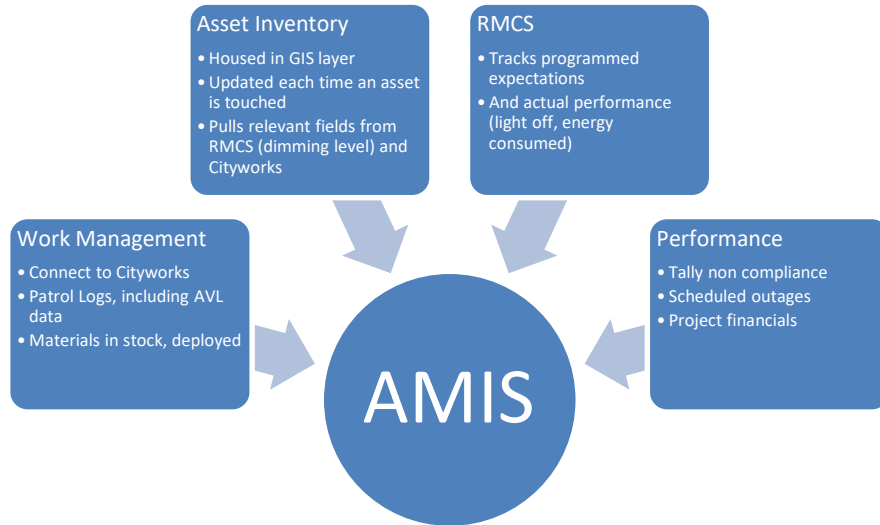 Asset Inventory
• Housed in GIS layer
• Updated each time an asset
is touched
• Pulls relevant fields from
RMCS (dimming level) and
Cityworks
RMCS
• Tracks programmed
expectations
• And actual performance
(light off, energy
consumed)
Work Management
• Connect to Cityworks
• Patrol Logs, including AVL
data
• Materials in stock, deployed
Performance
• Tally non compliance
• Scheduled outages
• Project financials
AMIS